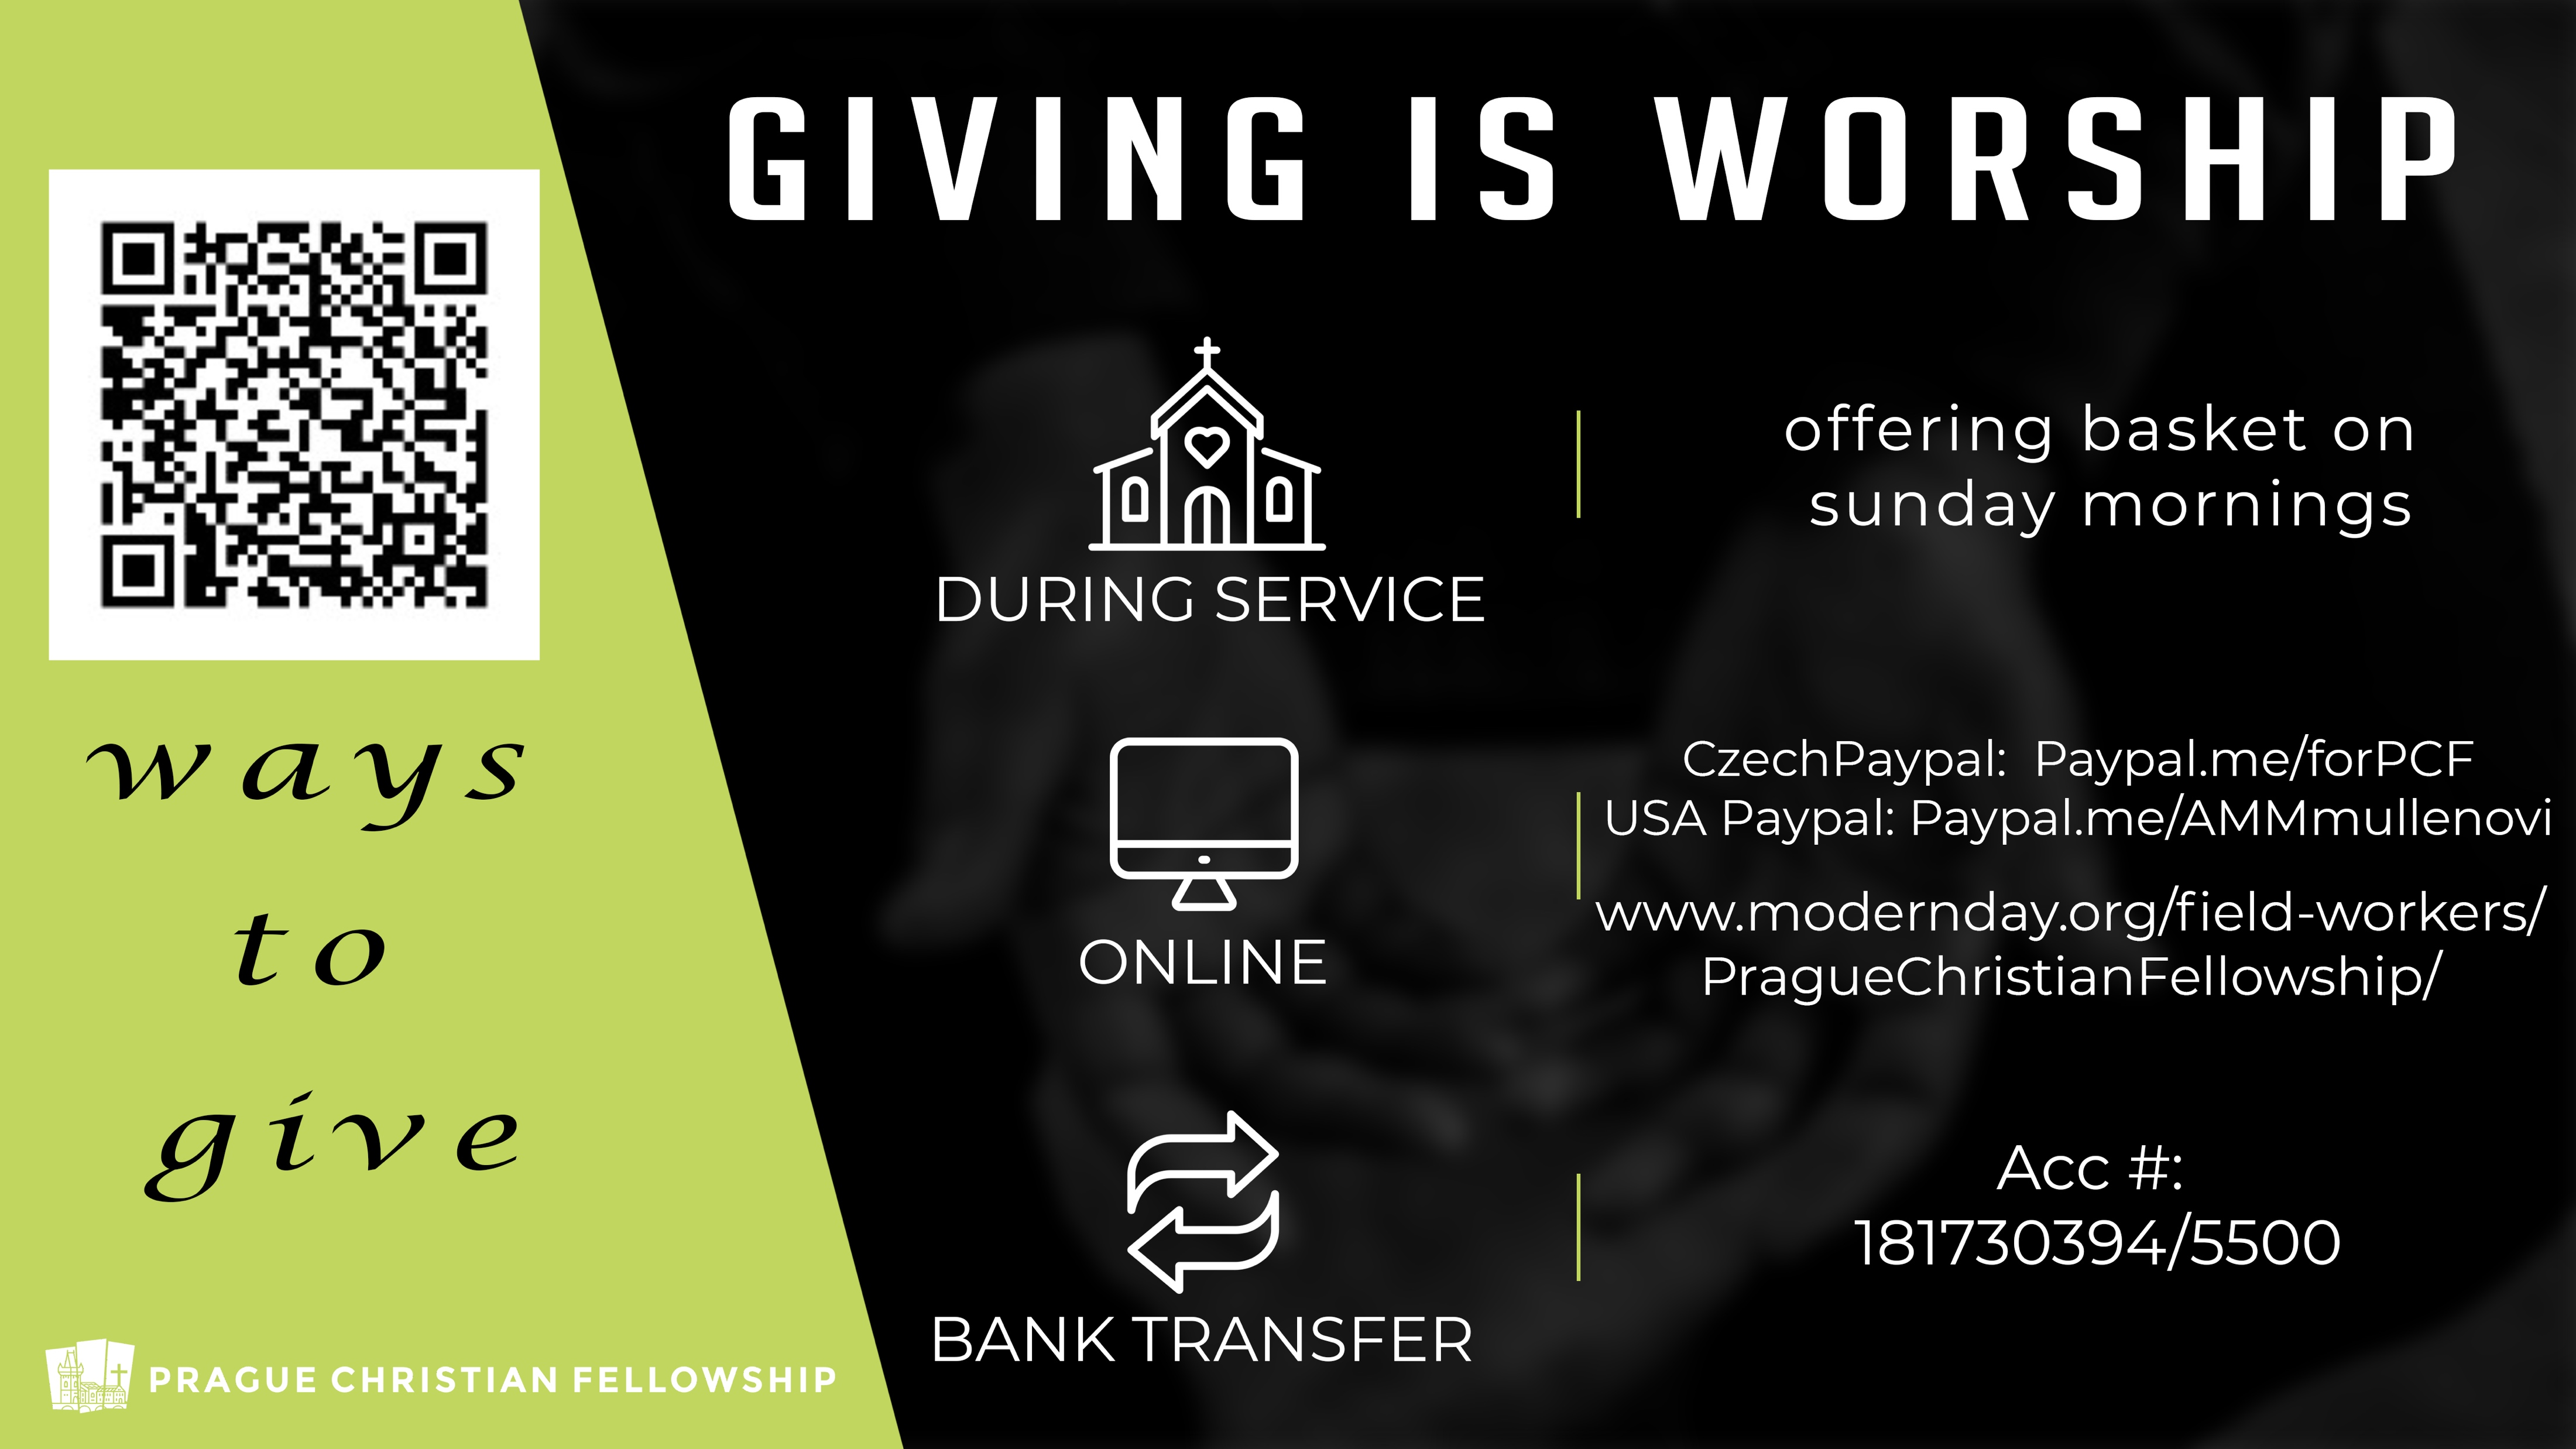 GIVING IS WORSHIP
ways
to
give
PRAGUE CHRISTIAN FELLOWSHIP
DURING SERVICE
offering basket on
sunday mornings
ONLINE
CzechPaypal: Paypal.me/forPCF
USA Paypal: Paypal.me/AMMmullenovi
www.modernday.org/field-workers/
PragueChristianFellowship/
BANK TRANSFER
Acc #:
181730394/5500